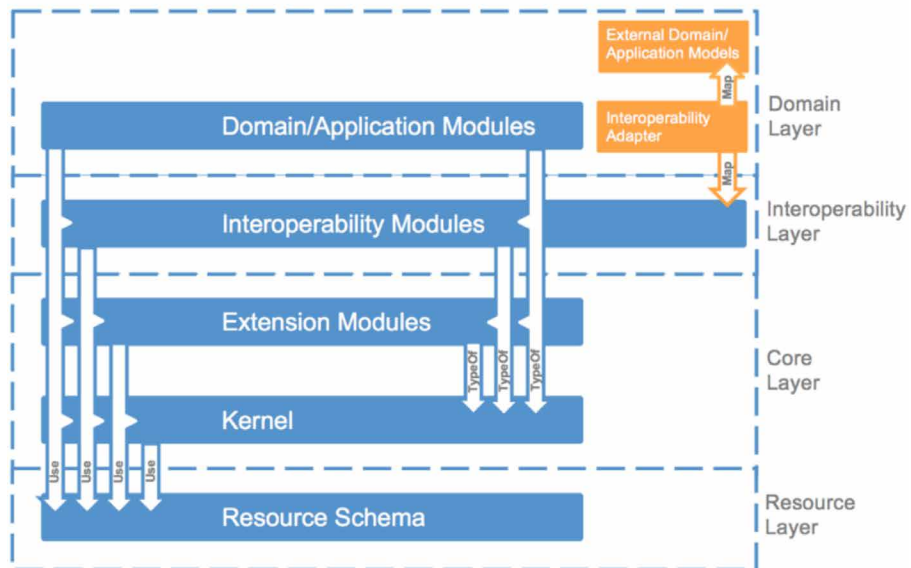 External Domain/
Application Models
Map
Interoperability
Adapter
Domain
Layer
Domain/Application Modules
Map
Interoperability
Layer
Interoperability Modules
Extension Modules
TypeOf
TypeOf
TypeOf
Core
Layer
Kernel
Use
Use
Use
Use
Resource Schema
Resource
Layer